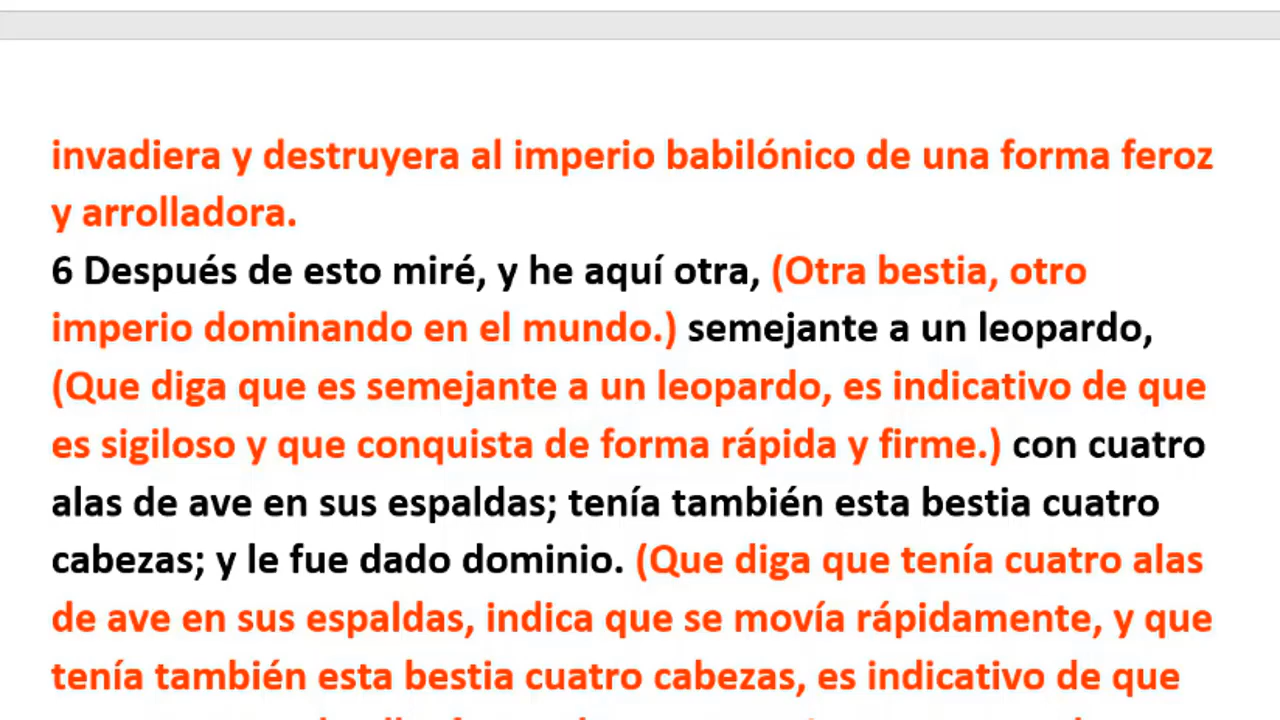 invadiera y destruyera al imperio babilónico de una forma feroz
y arrolladora.
6 Después de esto miré, y he aquí otra, (Otra bestia, otro
imperio dominando en el mundo.) semejante a un leopardo,
(Que diga que es semejante a un leopardo, es indicativo de que
es sigiloso y que conquista de forma rápida y firme.) con cuatro
alas de ave en sus espaldas; tenía también esta bestia cuatro
cabezas; y le fue dado dominio. (Que diga que tenía cuatro alas
de ave en sus espaldas, indica que se movía rápidamente, y que
tenía también esta bestia cuatro cabezas, es indicativo de que